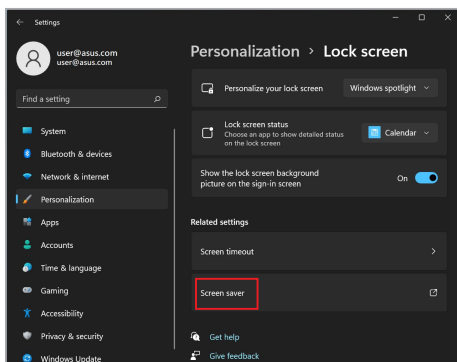 Settings
user@asus.com
user@asus.com
Find a setting
System
Bluetooth & devices
Network & internet
Personalization
Apps
Accounts
Time & language
Gaming
Accessibility
Privacy & security
Windows Update
Personalization > Lock screen
Personalize your lock screen
Windows spotlight
Lock screen status
Choose an app to show detailed status
on the lock screen
Calendar
Show the lock screen background
picture on the sign-in screen
On
Related settings
Screen timeout
Screen saver
Get help
Give feedback